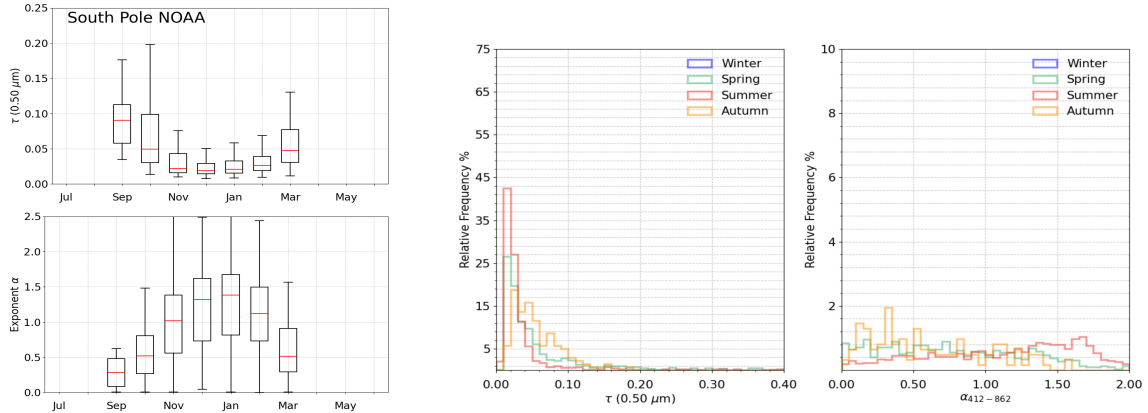 South Pole NOAA
τ (0.50 μm)
0.25
0.20
0.15
0.10
0.05
0.00
Jul Sep Nov Jan Mar May
Exponent α
2.5
2.0
1.5
1.0
0.5
0.0
Jul Sep Nov Jan Mar May
Relative Frequency %
75
65
55
45
35
25
15
5
Winter
Spring
Summer
Autumn
0.00 0.10 0.20 0.30 0.40
τ (0.50 μm)
Relative Frequency %
10
8
6
4
2
0
Winter
Spring
Summer
Autumn
0.00 0.50 1.00 1.50 2.00
α412−862